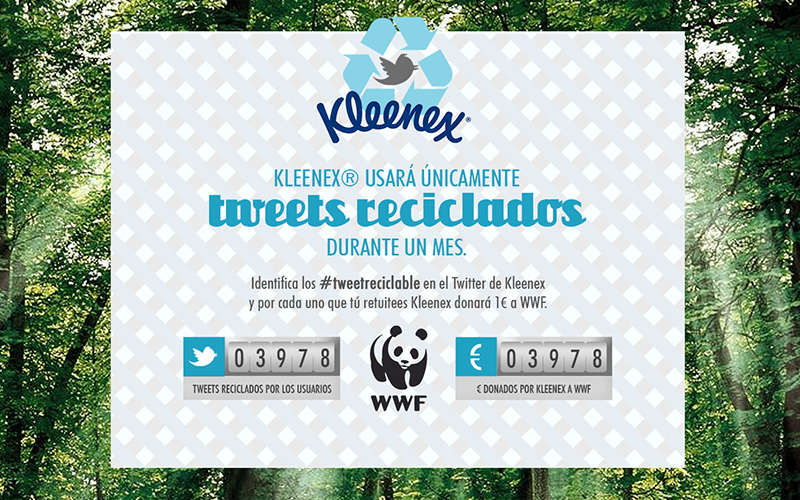 Kleenex®
KLEENEX® USARÁ ÚNICAMENTE
tweets reciclados
DURANTE UN MES.
Identifica los #tweetreciclable en el Twitter de Kleenex
y por cada uno que tú retuitees Kleenex donará 1€ a WWF.
03978
TWEETS RECICLADOS POR LOS USUARIOS
WWF
€ 03978
€ DONADOS POR KLEENEX A WWF